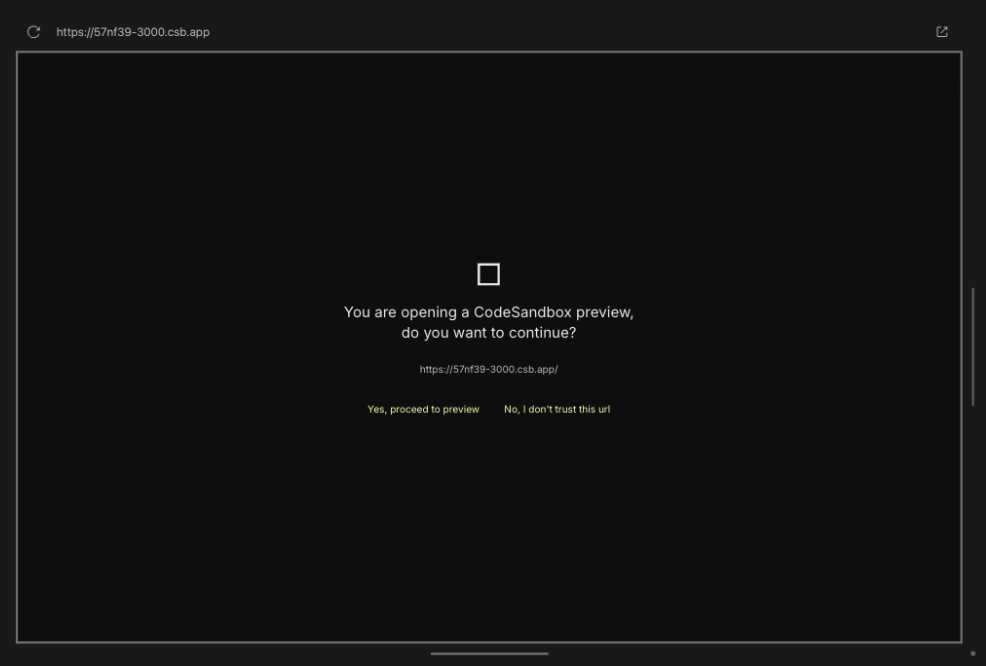 https://57nf39-3000.csb.app
You are opening a CodeSandbox preview,
do you want to continue?
https://57nf39-3000.csb.app/
Yes, proceed to preview No, I don't trust this url